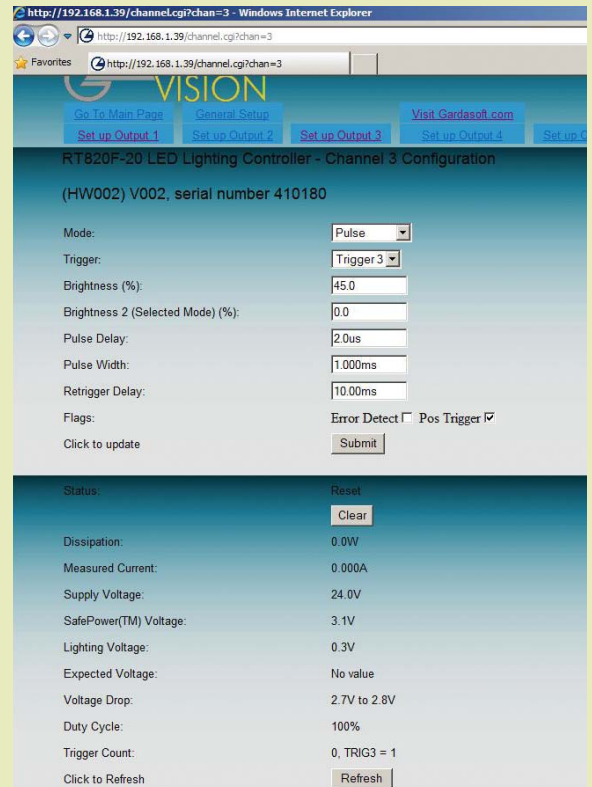 http://192.168.1.39/channel.cgi?chan=3 - Windows Internet Explorer
http://192.168.1.39/channel.cgi?chan=3
Favorites http://192.168.1.39/channel.cgi?chan=3
VISION
Go To Main Page General Setup Visit Gardasoft.com
Set up Output 1 Set up Output 2 Set up Output 3 Set up Output 4 Set up
RT820F-20 LED Lighting Controller - Channel 3 Configuration
(HW002) V002, serial number 410180
Mode: Pulse
Trigger: Trigger 3
Brightness (%): 45.0
Brightness 2 (Selected Mode) (%): 0.0
Pulse Delay: 2.0us
Pulse Width: 1.000ms
Retrigger Delay: 10.00ms
Flags: Error Detect Pos Trigger
Click to update Submit
Status: Reset
Clear
Dissipation: 0.0W
Measured Current: 0.000A
Supply Voltage: 24.0V
SafePower(TM) Voltage: 3.1V
Lighting Voltage: 0.3V
Expected Voltage: No value
Voltage Drop: 2.7V to 2.8V
Duty Cycle: 100%
Trigger Count: 0, TRIG3 = 1
Click to Refresh Refresh